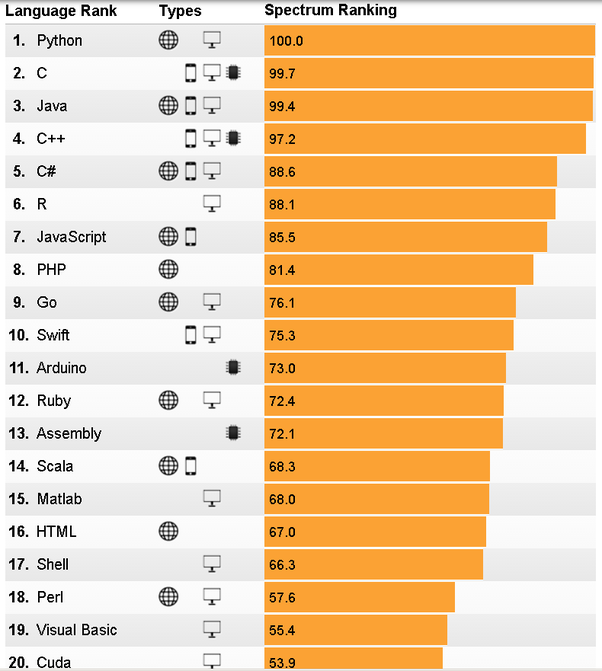 Language Rank Types Spectrum Ranking
1. Python 100.0
2. C 99.7
3. Java 99.4
4. C++ 97.2
5. C# 88.6
6. R 88.1
7. JavaScript 85.5
8. PHP 81.4
9. Go 76.1
10. Swift 75.3
11. Arduino 73.0
12. Ruby 72.4
13. Assembly 72.1
14. Scala 68.3
15. Matlab 68.0
16. HTML 67.0
17. Shell 66.3
18. Perl 57.6
19. Visual Basic 55.4
20. Cuda 53.9